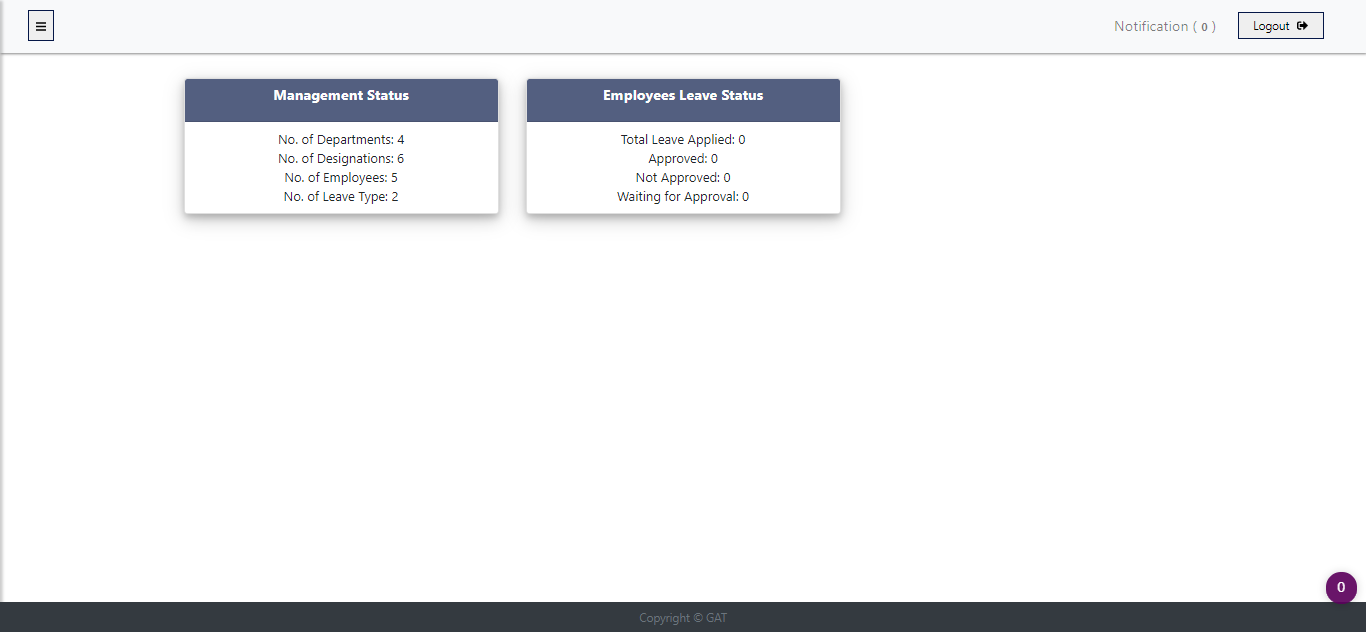 Notification ( 0 )
Logout
Management Status
No. of Departments: 4
No. of Designations: 6
No. of Employees: 5
No. of Leave Type: 2
Employees Leave Status
Total Leave Applied: 0
Approved: 0
Not Approved: 0
Waiting for Approval: 0
0
Copyright © GAT